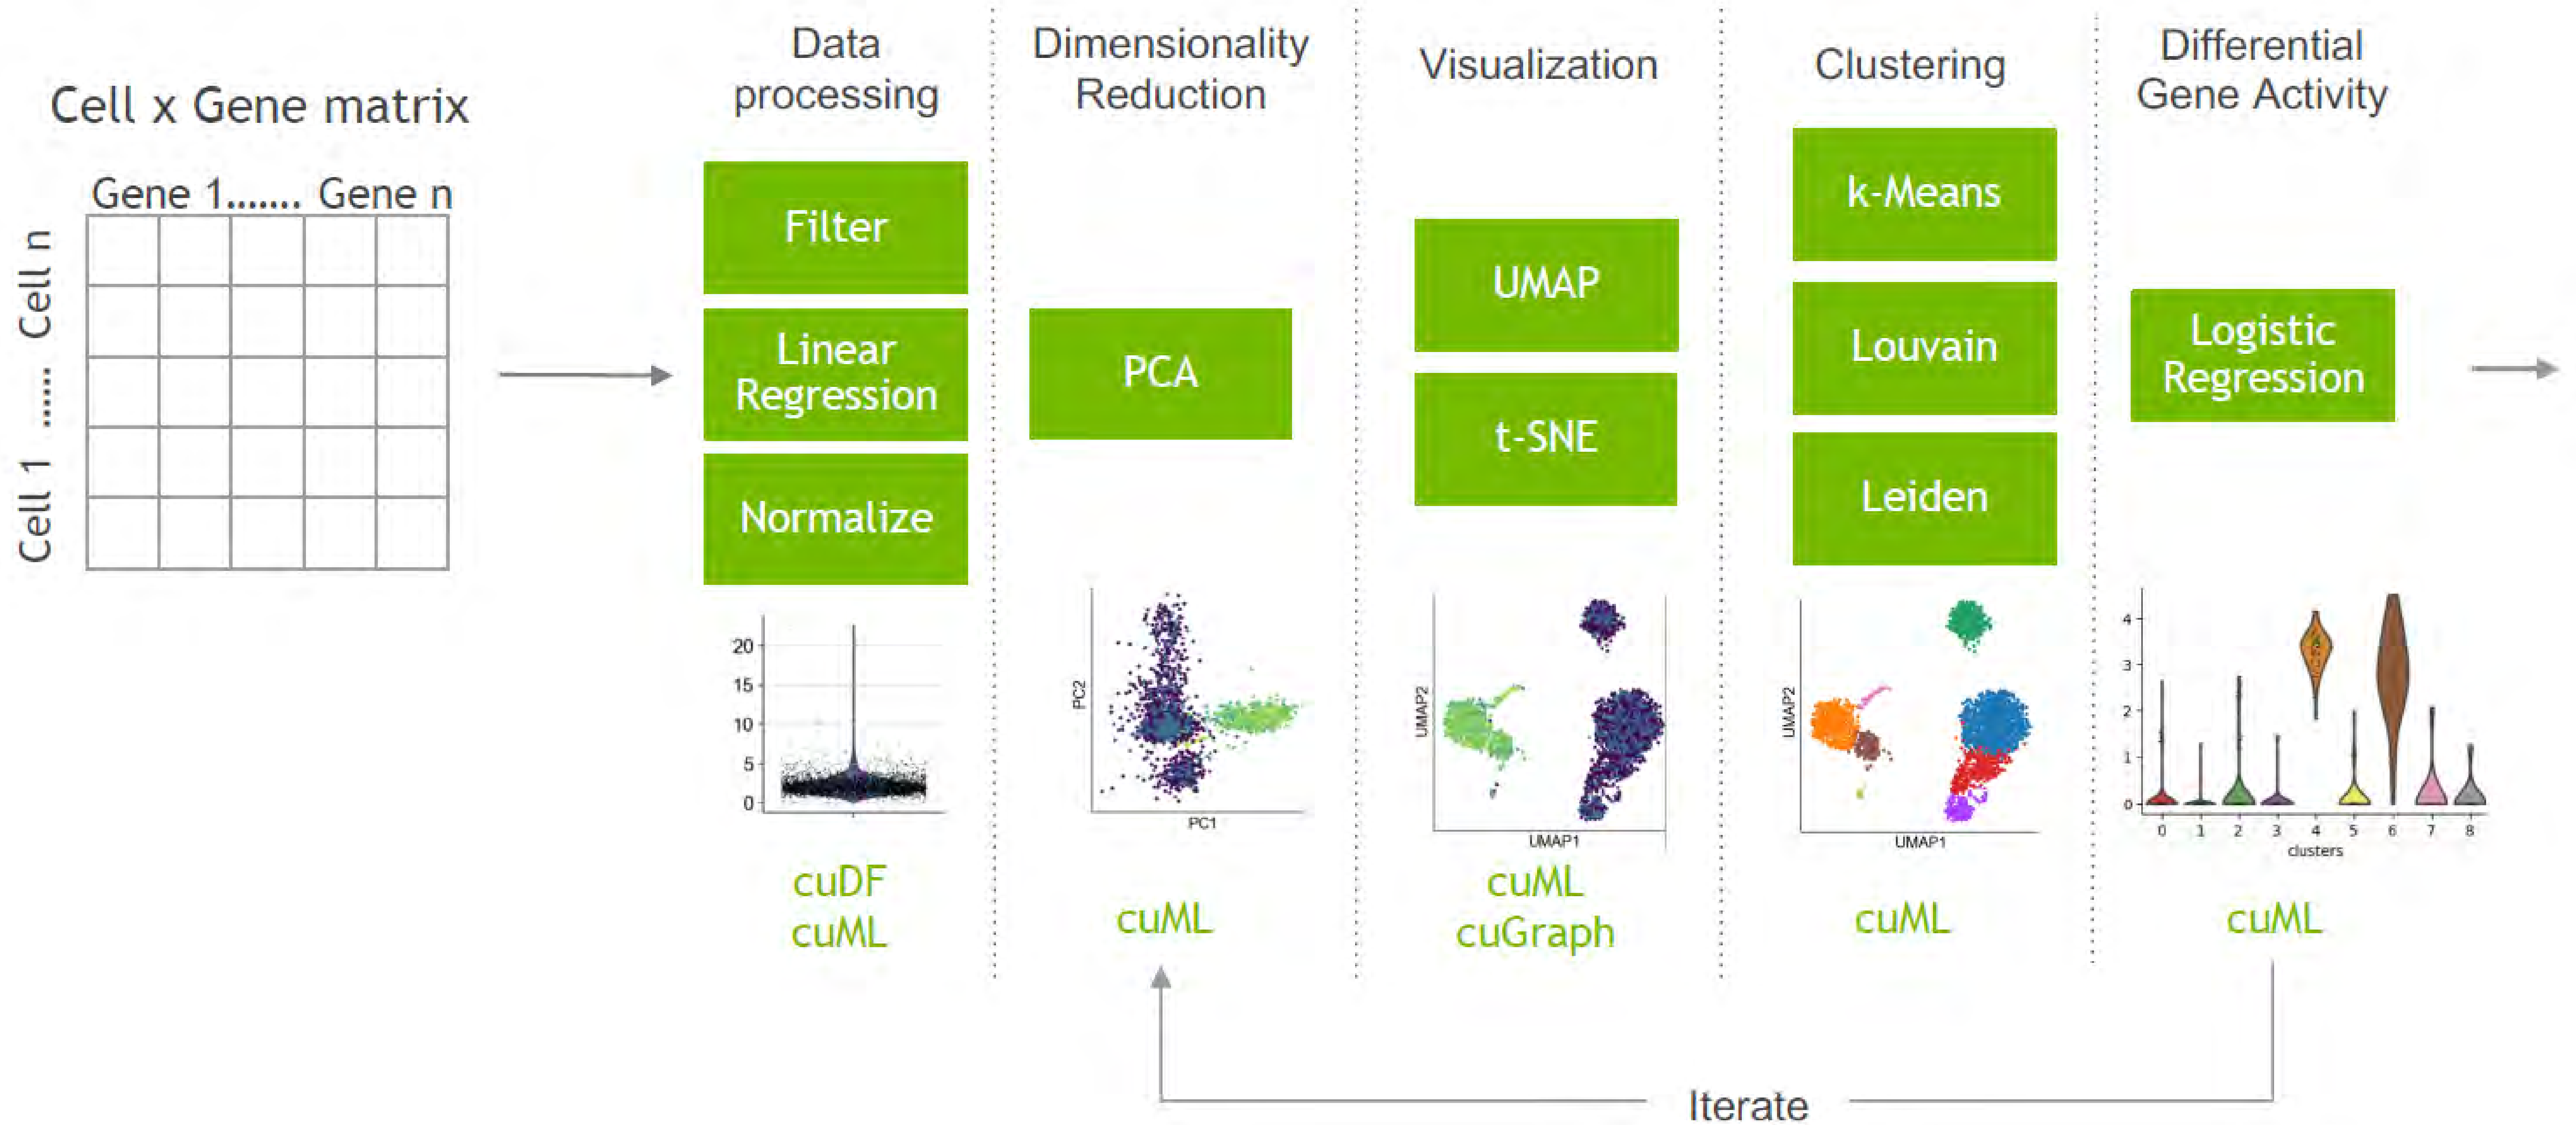 Cell x Gene matrix
Gene 1....... Gene n
Cell 1 ...... Cell n
Data
processing
Filter
Linear
Regression
Normalize
20
15
10
5
0
cuDF
cuML
Dimensionality
Reduction
PCA
PC2
PC1
cuML
Visualization
UMAP
t-SNE
UMAP2
UMAP1
cuML
cuGraph
Clustering
k-Means
Louvain
Leiden
UMAP2
UMAP1
cuML
Differential
Gene Activity
Logistic
Regression
4
3
2
1
0
0 1 2 3 4 5 6 7 8
clusters
cuML
Iterate